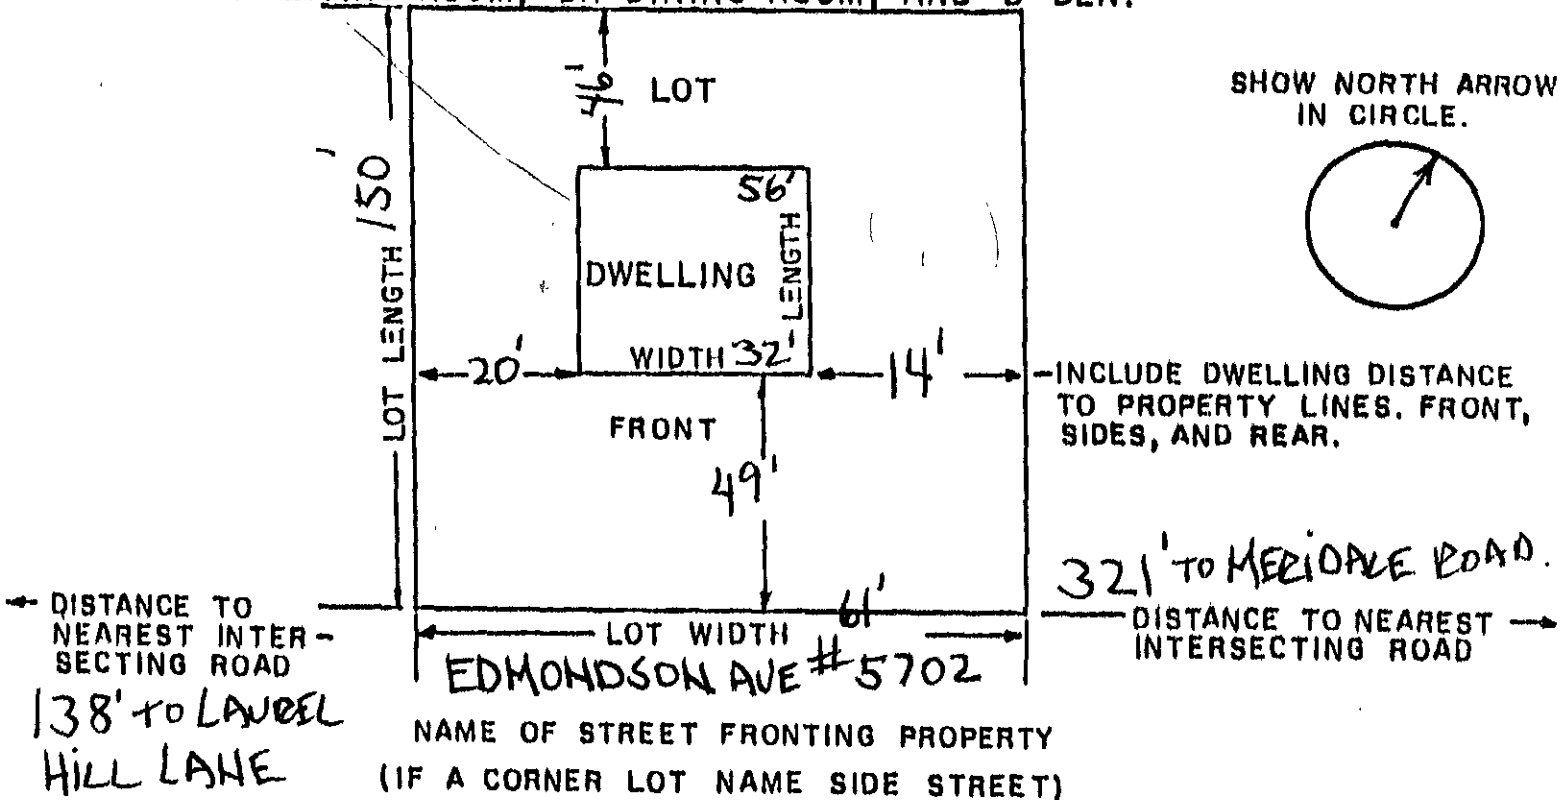 SHOW NORTH ARROW
IN CIRCLE.
46'
LOT
LOT LENGTH 150'
56'
DWELLING
LENGTH
WIDTH 32'
20'
14'
INCLUDE DWELLING DISTANCE
TO PROPERTY LINES. FRONT,
SIDES, AND REAR.
FRONT
49'
321' TO MERIDALE ROAD.
DISTANCE TO
NEAREST INTER-
SECTING ROAD
138' TO LAUREL
HILL LANE
61'
LOT WIDTH
DISTANCE TO NEAREST
INTERSECTING ROAD
EDMONDSON AVE #5702
NAME OF STREET FRONTING PROPERTY
(IF A CORNER LOT NAME SIDE STREET)